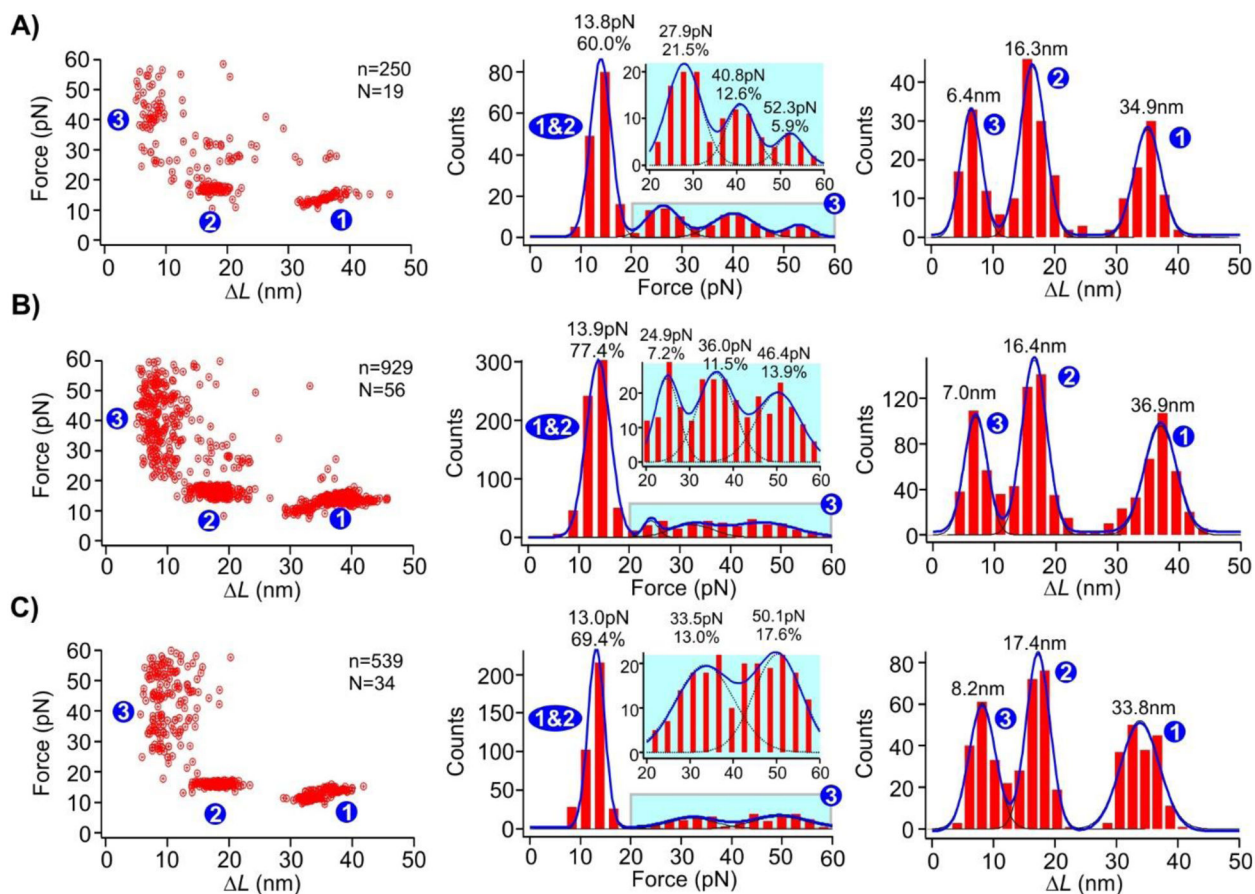 A)
Force (pN)
60
50
40
30
20
10
0
3
n=250
N=19
2
1
0 10 20 30 40 50
ΔL (nm)
13.8pN
60.0%
Counts
80
60
40
20
0
1&2
27.9pN
21.5%
40.8pN
12.6%
52.3pN
5.9%
20
10
0
20 30 40 50 60
3
0 10 20 30 40 50 60
Force (pN)
Counts
40
30
20
10
0
6.4nm
3
16.3nm
2
34.9nm
1
0 10 20 30 40 50
ΔL (nm)
B)
Force (pN)
60
50
40
30
20
10
0
3
n=929
N=56
2
1
0 10 20 30 40 50
ΔL (nm)
13.9pN
77.4%
Counts
300
200
100
0
1&2
24.9pN
7.2%
36.0pN
11.5%
46.4pN
13.9%
20
10
0
20 30 40 50 60
3
0 10 20 30 40 50 60
Force (pN)
Counts
120
80
40
0
7.0nm
3
16.4nm
2
36.9nm
1
0 10 20 30 40 50
ΔL (nm)
C)
Force (pN)
60
50
40
30
20
10
0
3
n=539
N=34
2
1
0 10 20 30 40 50
ΔL (nm)
13.0pN
69.4%
Counts
200
150
100
50
0
1&2
33.5pN
13.0%
50.1pN
17.6%
20
10
0
20 30 40 50 60
3
0 10 20 30 40 50 60
Force (pN)
Counts
80
60
40
20
0
8.2nm
3
17.4nm
2
33.8nm
1
0 10 20 30 40 50
ΔL (nm)